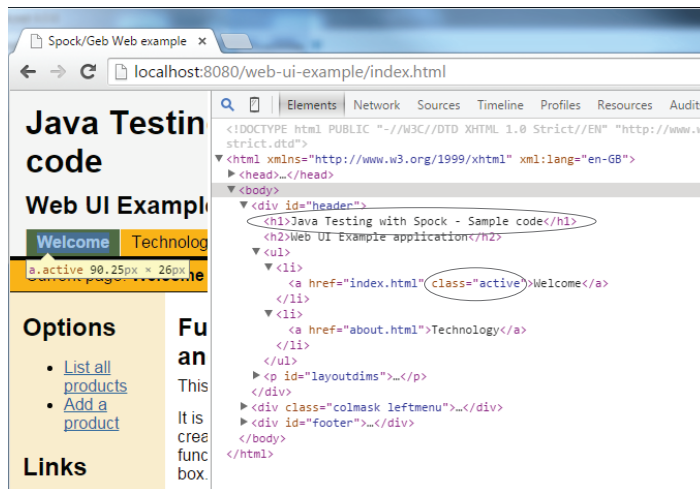 Spock/Geb Web example ×
localhost:8080/web-ui-example/index.html
Java Testin
code
Web UI Exampl
Welcome Technolog
a.active 90.25px × 26px
Current page: Welcome
Options
List all
products
Add a
product
Links
Fu
an
This
It is
crea
func
box.
Elements Network Sources Timeline Profiles Resources Audits
<!DOCTYPE html PUBLIC "-//W3C//DTD XHTML 1.0 Strict//EN" "http://www.w
strict.dtd">
▼<html xmlns="http://www.w3.org/1999/xhtml" xml:lang="en-GB">
▶<head>…</head>
▼<body>
▼<div id="header">
<h1>Java Testing with Spock - Sample code</h1>
<h2>Web UI Example application</h2>
▼<ul>
▼<li>
<a href="index.html" class="active">Welcome</a>
</li>
▼<li>
<a href="about.html">Technology</a>
</li>
</ul>
▶<p id="layoutdims">…</p>
</div>
▶<div class="colmask leftmenu">…</div>
▶<div id="footer">…</div>
</body>
</html>